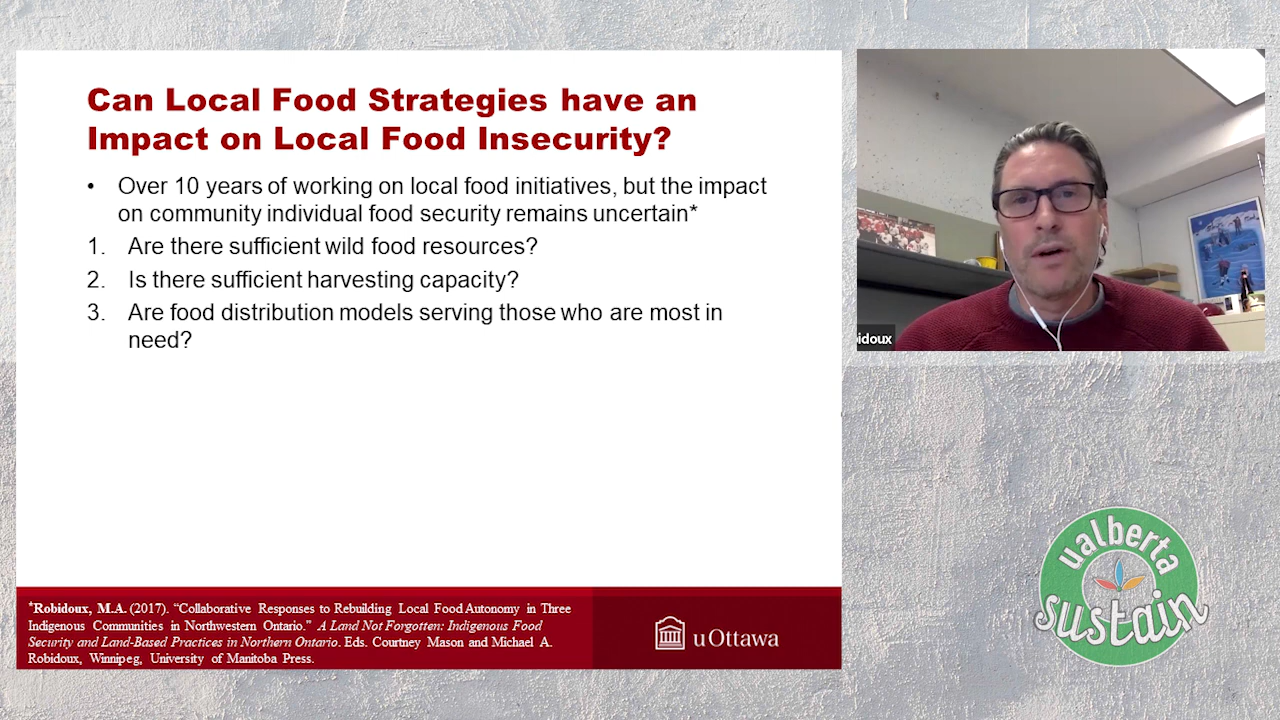 Can Local Food Strategies have an
Impact on Local Food Insecurity?
• Over 10 years of working on local food initiatives, but the impact
on community individual food security remains uncertain*
1. Are there sufficient wild food resources?
2. Is there sufficient harvesting capacity?
3. Are food distribution models serving those who are most in
need?
*Robidoux, M.A. (2017). “Collaborative Responses to Rebuilding Local Food Autonomy in Three
Indigenous Communities in Northwestern Ontario.” A Land Not Forgotten: Indigenous Food
Security and Land-Based Practices in Northern Ontario. Eds. Courtney Mason and Michael A.
Robidoux, Winnipeg, University of Manitoba Press.
uOttawa
idoux
ualberta
sustain